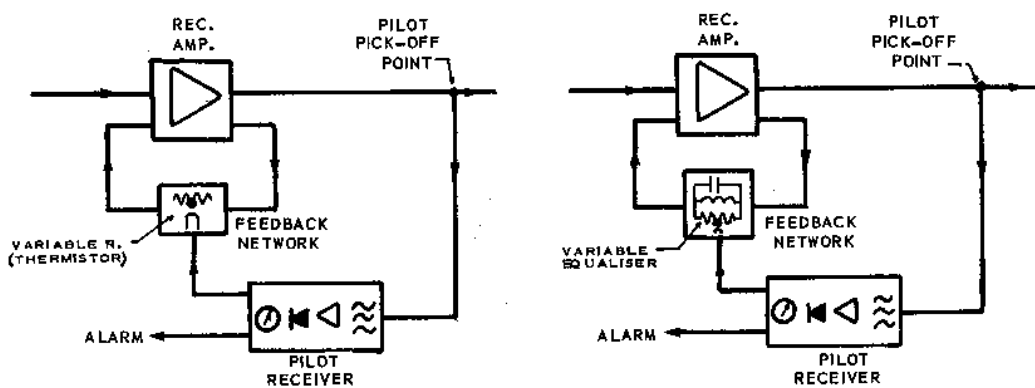 REC.
AMP.
PILOT
PICK-OFF
POINT
VARIABLE R.
(THERMISTOR)
FEEDBACK
NETWORK
ALARM
PILOT
RECEIVER
REC.
AMP.
PILOT
PICK-OFF
POINT
VARIABLE
EQUALISER
FEEDBACK
NETWORK
ALARM
PILOT
RECEIVER